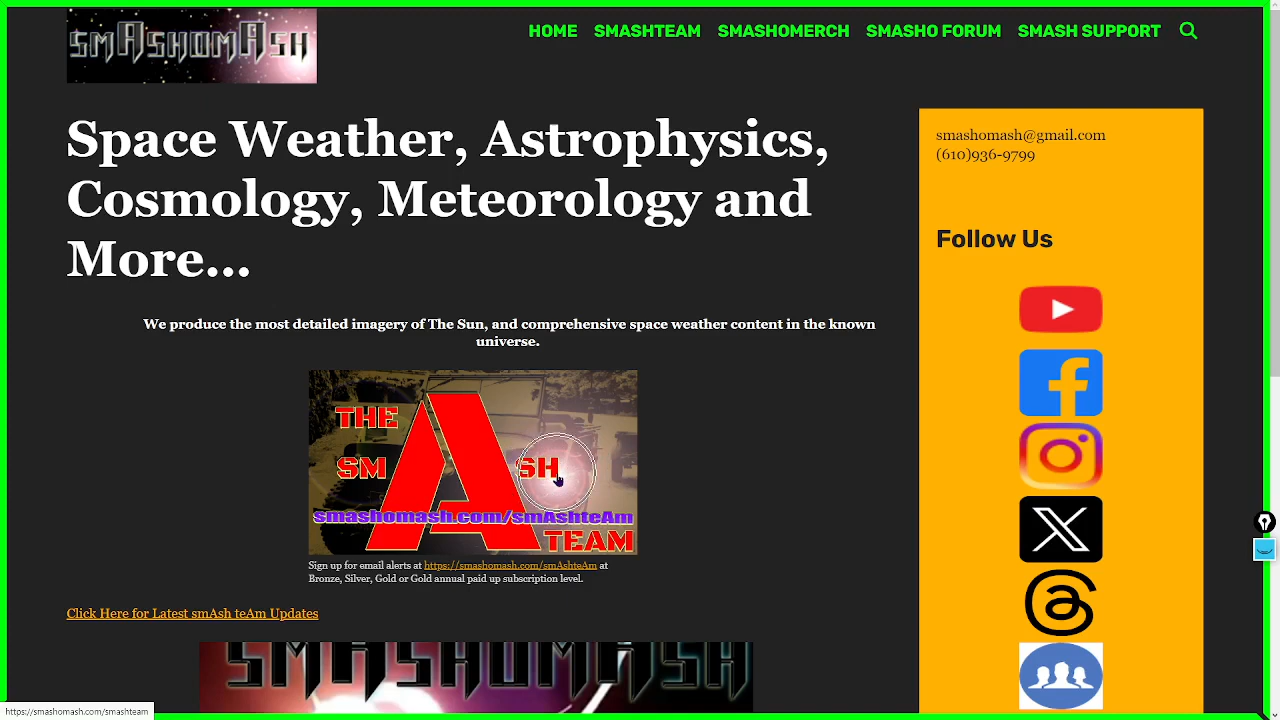 smAshomAsh
HOME SMASHTEAM SMASHOMERCH SMASHO FORUM SMASH SUPPORT
Space Weather, Astrophysics,
Cosmology, Meteorology and
More...
We produce the most detailed imagery of The Sun, and comprehensive space weather content in the known
universe.
THE
SMASH
smashomash.com/smAshteAm
TEAM
Sign up for email alerts at https://smashomash.com/smAshteAm at
Bronze, Silver, Gold or Gold annual paid up subscription level.
Click Here for Latest smAsh teAm Updates
SMASHOMASH
smashomash@gmail.com
(610)936-9799
Follow Us
https://smashomash.com/smashteam